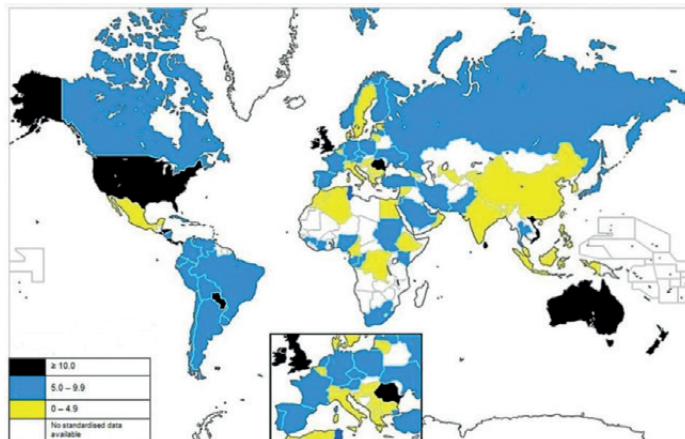 ≥ 10.0
5.0 – 9.9
0 – 4.9
No standardised data
available